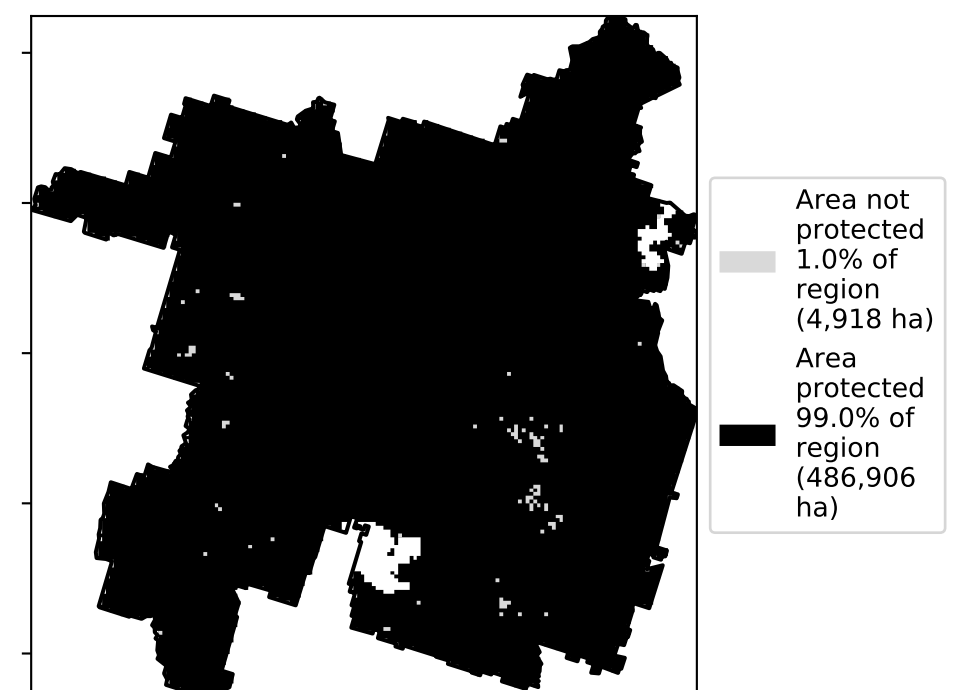 Area not
protected
1.0% of
region
(4,918 ha)
Area
protected
99.0% of
region
(486,906
ha)